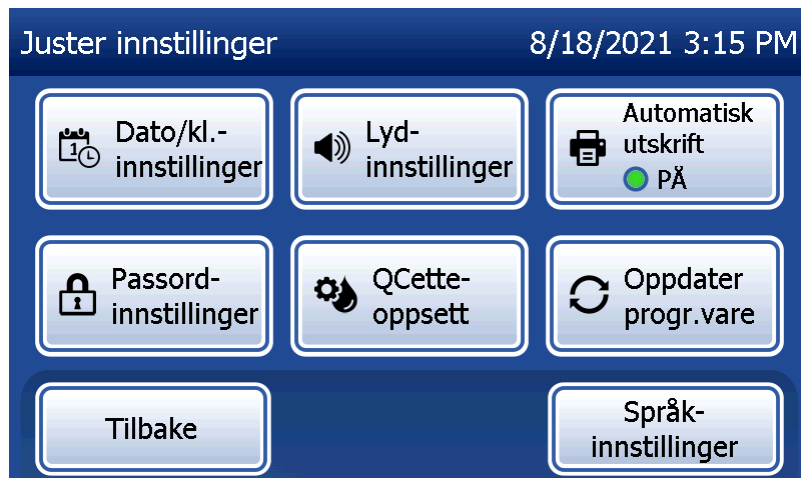 Juster innstillinger 8/18/2021 3:15 PM
Dato/kl.-
innstillinger
Lyd-
innstillinger
Automatisk
utskrift
PÅ
Passord-
innstillinger
QCette-
oppsett
Oppdater
progr.vare
Tilbake
Språk-
innstillinger